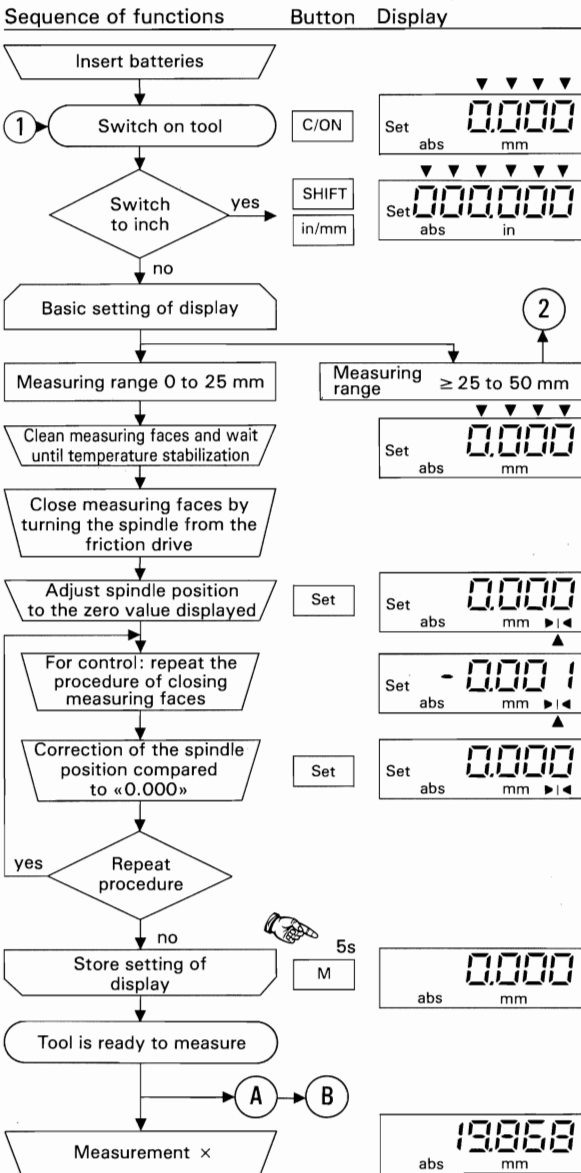 Sequence of functions Button Display
Insert batteries
1 Switch on tool C/ON Set 0.000
abs mm
Switch to inch yes SHIFT in/mm Set 000.000
abs in
no
Basic setting of display
2
Measuring range 0 to 25 mm
Measuring range ≥ 25 to 50 mm
Clean measuring faces and wait
until temperature stabilization
Set 0.000
abs mm
Close measuring faces by
turning the spindle from the
friction drive
Adjust spindle position
to the zero value displayed
Set
Set 0.000
abs mm
For control: repeat the
procedure of closing
measuring faces
Set -0.001
abs mm
Correction of the spindle
position compared
to «0.000»
Set
Set 0.000
abs mm
yes
Repeat
procedure
no
5s
Store setting of
display
M
0.000
abs mm
Tool is ready to measure
A B
Measurement ×
19.868
abs mm